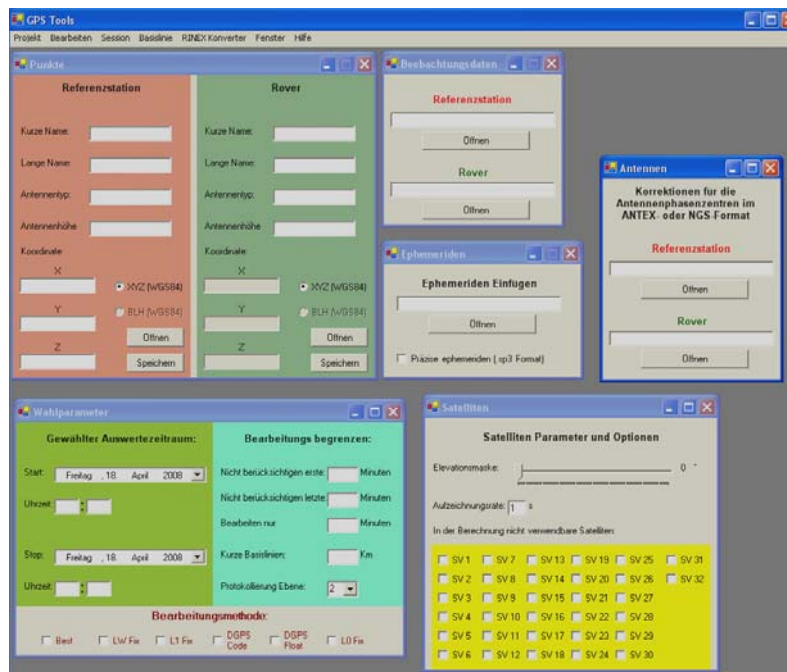 GPS Tools
Projekt Bearbeiten Session Basislinie RINEX Konverter Fenster Hilfe
Punkte
Referenzstation
Kurze Name:
Lange Name:
Antennentyp:
Antennenhöhe
Koordinate
X
Y
Z
XYZ (WGS84)
BLH (WGS84)
Öffnen
Speichern
Rover
Kurze Name:
Lange Name:
Antennentyp:
Antennenhöhe
Koordinate
X
Y
Z
XYZ (WGS84)
BLH (WGS84)
Öffnen
Speichern
Beobachtungsdaten
Referenzstation
Öffnen
Rover
Öffnen
Ephemeriden
Ephemeriden Einfugen
Öffnen
Präzise ephemeriden (.sp3 Format)
Antennen
Korrektionen für die
Antennenphasenzentren im
ANTEX- oder NGS-Format
Referenzstation
Öffnen
Rover
Öffnen
Wahlparameter
Gewählter Auswertezeitraum:
Start: Freitag , 18. April 2008
Uhrzeit: :
Stop: Freitag , 18. April 2008
Uhrzeit: :
Bearbeitungs begrenzen:
Nicht berücksichtigen erste: Minuten
Nicht berücksichtigen letzte: Minuten
Bearbeiten nur Minuten
Kurze Basislinien: Km
Protokollierung Ebene: 2
Bearbeitungsmethode:
Best LW Fix L1 Fix DGPS Code DGPS Float L0 Fix
Satelliten
Satelliten Parameter und Optionen
Elevationsmaske: 0 °
Aufzeichnungsrate: 1 s
In der Berechnung nicht verwendbare Satelliten:
SV 1 SV 7 SV 13 SV 19 SV 25 SV 31
SV 2 SV 8 SV 14 SV 20 SV 26 SV 32
SV 3 SV 9 SV 15 SV 21 SV 27
SV 4 SV 10 SV 16 SV 22 SV 28
SV 5 SV 11 SV 17 SV 23 SV 29
SV 6 SV 12 SV 18 SV 24 SV 30